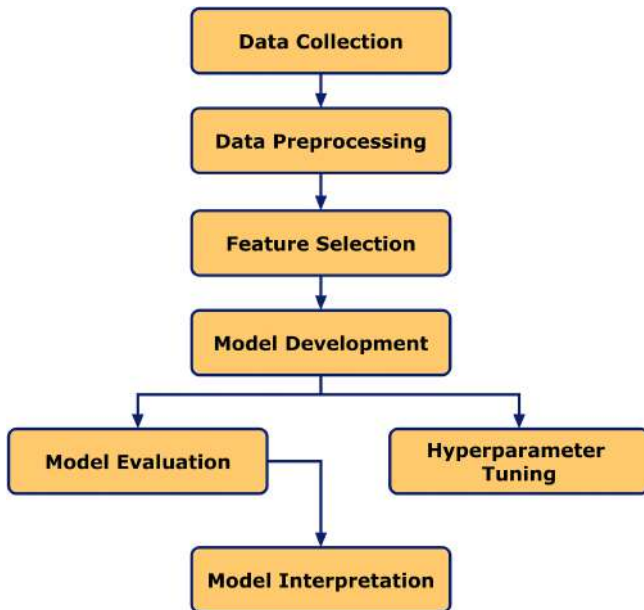 Data Collection
Data Preprocessing
Feature Selection
Model Development
Model Evaluation
Hyperparameter
Tuning
Model Interpretation